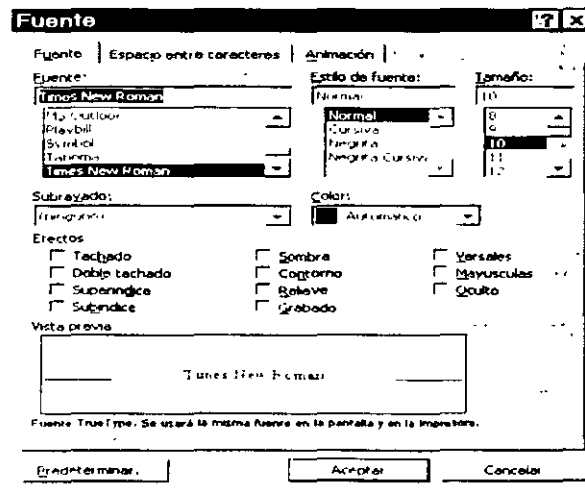 Fuente
Fuente Espacio entre caracteres Animación
Fuente: Estilo de fuente: Tamaño:
Times New Roman Normal 10
Ms Outlook Normal 8
Playbill Cursiva 9
Symbol Negrita 10
Tahoma Negrita Cursiva 11
Times New Roman 12
Subrayado: Color:
(ninguno) Automático
Efectos
Tachado Sombra Versales
Doble tachado Contorno Mayúsculas
Superíndice Relieve Oculto
Subíndice Grabado
Vista previa
Times New Roman
Fuente TrueType. Se usará la misma fuente en la pantalla y en la impresora.
Predeterminar. Aceptar Cancelar